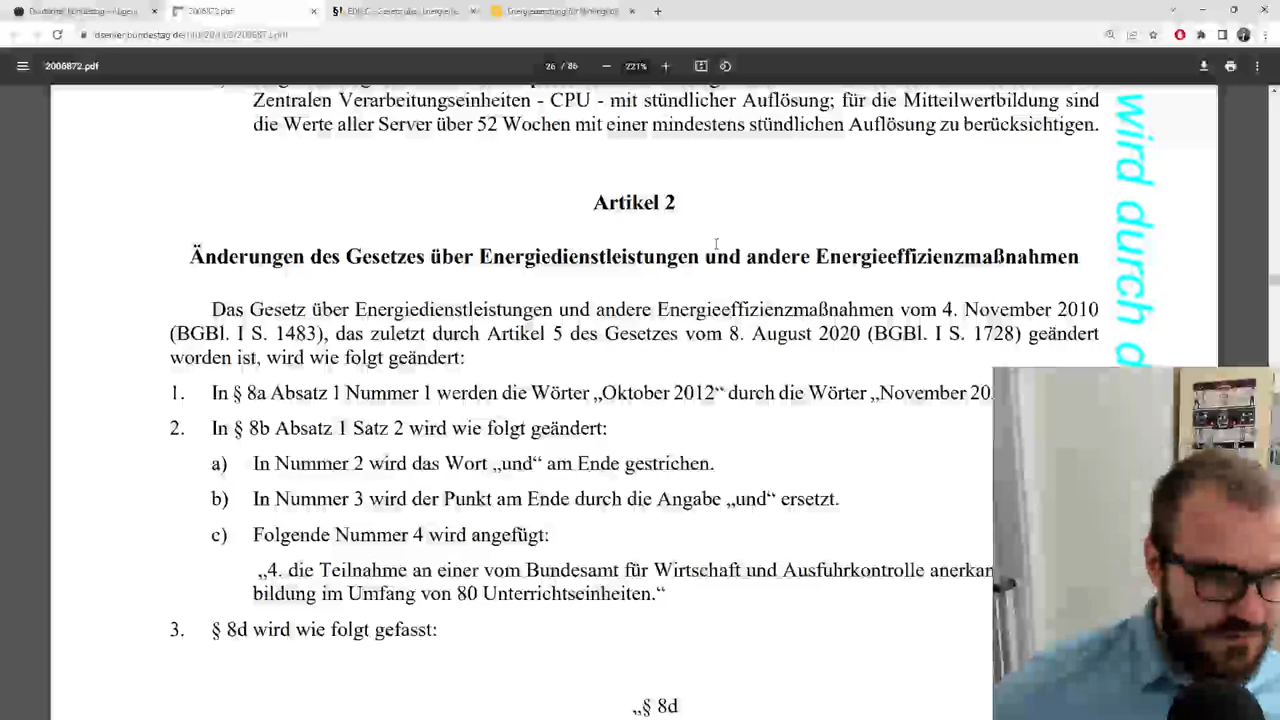 2006872.pdf
2006872.pdf
26 / 86
221%
Zentralen Verarbeitungseinheiten - CPU - mit stündlicher Auflösung; für die Mitteilwertbildung sind
die Werte aller Server über 52 Wochen mit einer mindestens stündlichen Auflösung zu berücksichtigen.
wird durch d
Artikel 2
Änderungen des Gesetzes über Energiedienstleistungen und andere Energieeffizienzmaßnahmen
Das Gesetz über Energiedienstleistungen und andere Energieeffizienzmaßnahmen vom 4. November 2010
(BGBl. I S. 1483), das zuletzt durch Artikel 5 des Gesetzes vom 8. August 2020 (BGBl. I S. 1728) geändert
worden ist, wird wie folgt geändert:
1. In § 8a Absatz 1 Nummer 1 werden die Wörter „Oktober 2012“ durch die Wörter „November 20
2. In § 8b Absatz 1 Satz 2 wird wie folgt geändert:
a) In Nummer 2 wird das Wort „und“ am Ende gestrichen.
b) In Nummer 3 wird der Punkt am Ende durch die Angabe „und“ ersetzt.
c) Folgende Nummer 4 wird angefügt:
„4. die Teilnahme an einer vom Bundesamt für Wirtschaft und Ausfuhrkontrolle anerkan
bildung im Umfang von 80 Unterrichtseinheiten.“
3. § 8d wird wie folgt gefasst:
„§ 8d